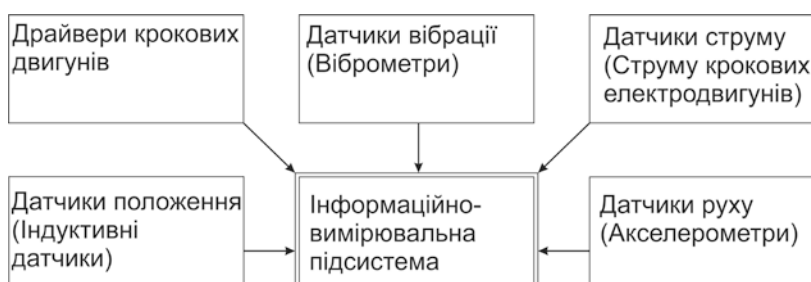 Драйвери крокових
двигунів
Датчики вібрації
(Віброметри)
Датчики струму
(Струму крокових
електродвигунів)
Датчики положення
(Індуктивні
датчики)
Інформаційно-
вимірювальна
підсистема
Датчики руху
(Акселерометри)